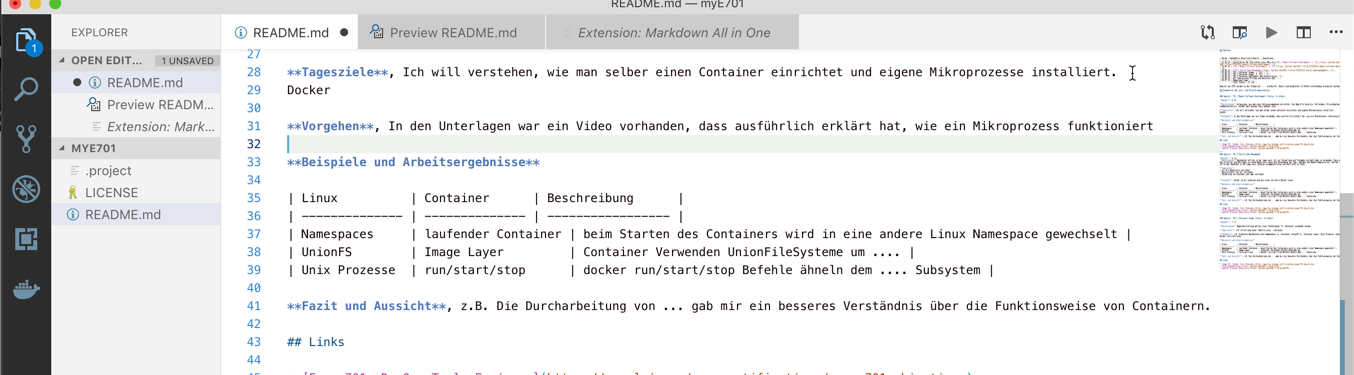 README.md — myE701
EXPLORER
README.md
Preview README.md
Extension: Markdown All in One
OPEN EDIT... 1 UNSAVED
README.md
Preview READM...
Extension: Mark...
MYE701
.project
LICENSE
README.md
1
27
28 **Tagesziele**, Ich will verstehen, wie man selber einen Container einrichtet und eigene Mikroprozesse installiert.
29 Docker
30
31 **Vorgehen**, In den Unterlagen war ein Video vorhanden, dass ausführlich erklärt hat, wie ein Mikroprozess funktioniert
32
33 **Beispiele und Arbeitsergebnisse**
34
35 | Linux | Container | Beschreibung |
36 | -------------- | -------------- | ----------------- |
37 | Namespaces | laufender Container | beim Starten des Containers wird in eine andere Linux Namespace gewechselt |
38 | UnionFS | Image Layer | Container Verwenden UnionFileSysteme um .... |
39 | Unix Prozesse | run/start/stop | docker run/start/stop Befehle ähneln dem .... Subsystem |
40
41 **Fazit und Aussicht**, z.B. Die Durcharbeitung von ... gab mir ein besseres Verständnis über die Funktionsweise von Containern.
42
43 ## Links
44